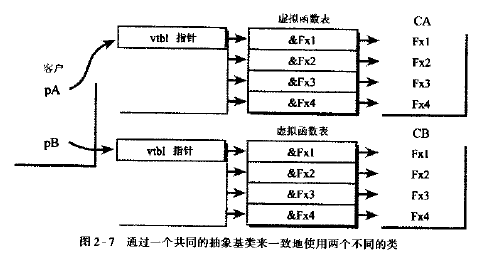 虚拟函数表 CA
vtbl 指针 &Fx1 Fx1
&Fx2 Fx2
客户
&Fx3 Fx3
pA
&Fx4 Fx4
虚拟函数表 CB
pB
vtbl 指针 &Fx1 Fx1
&Fx2 Fx2
&Fx3 Fx3
&Fx4 Fx4
图 2-7 通过一个共同的抽象基类来一致地使用两个不同的类